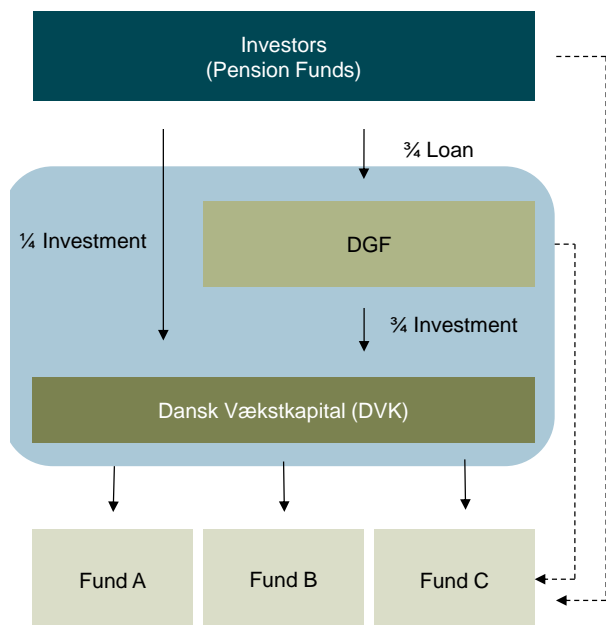 Investors
(Pension Funds)
¾ Loan
¼ Investment
DGF
¾ Investment
Dansk Vækstkapital (DVK)
Fund A
Fund B
Fund C